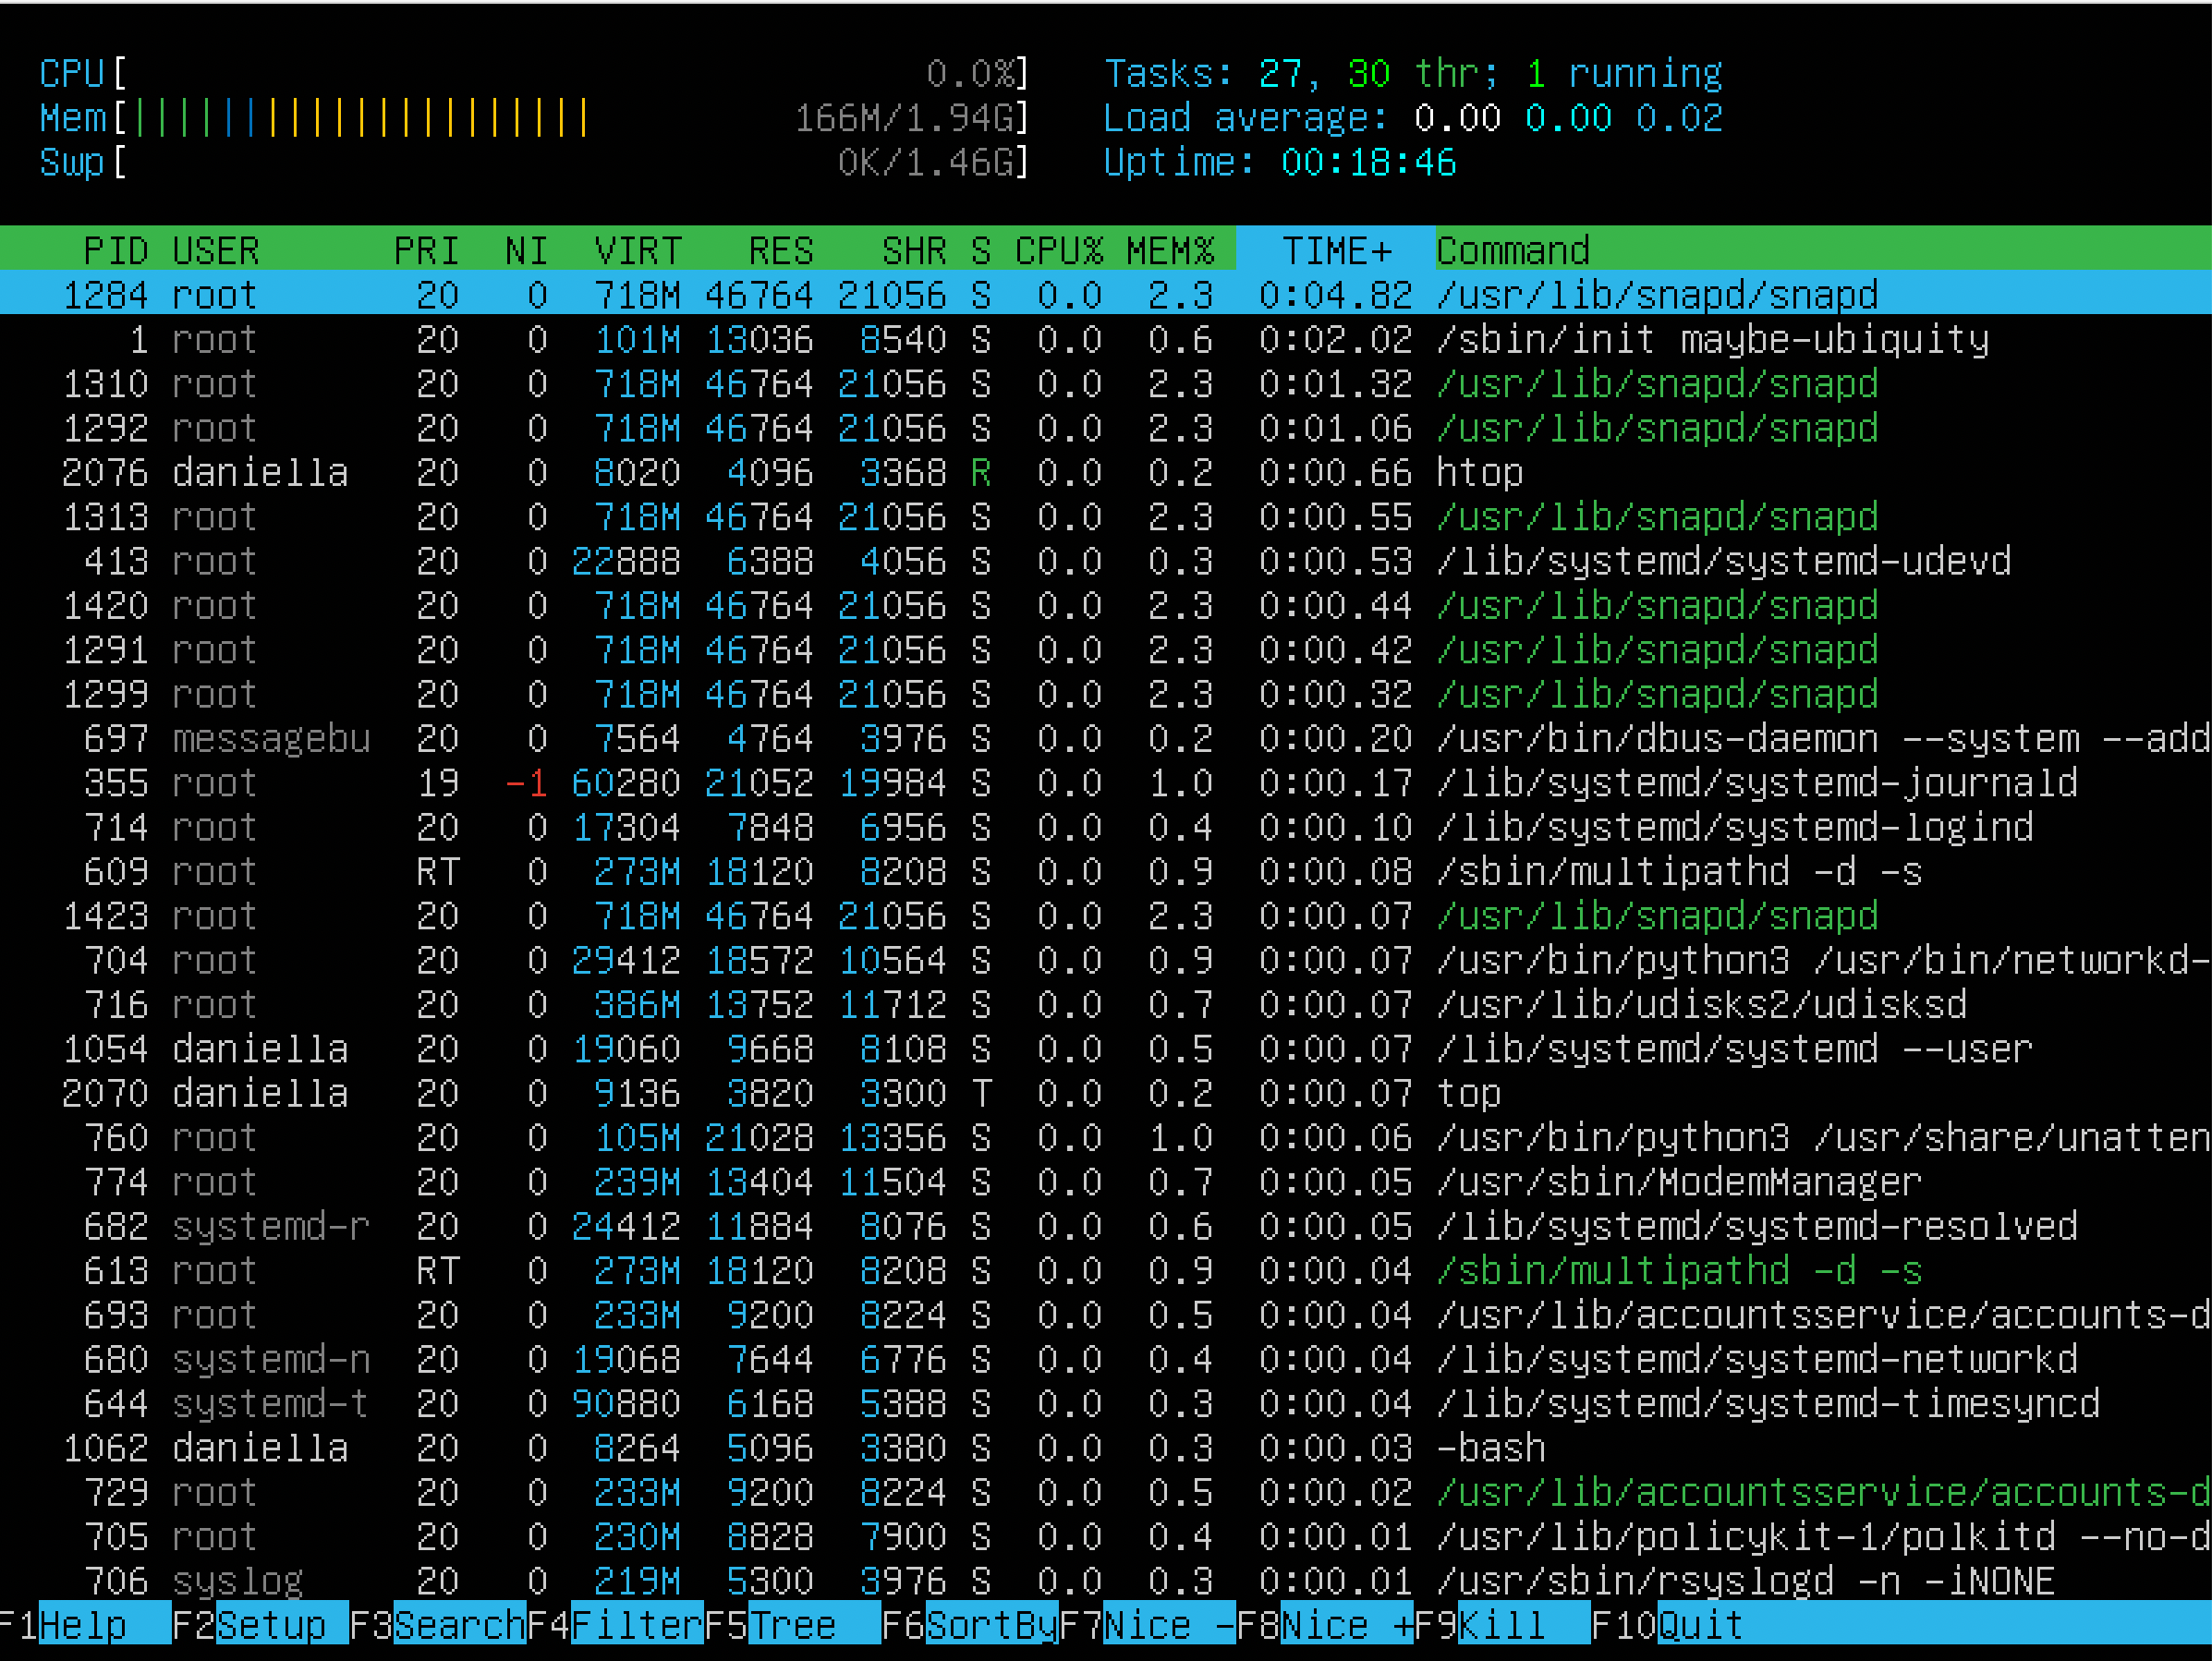 CPU[ 0.0%] Tasks: 27, 30 thr; 1 running
Mem[||||||||||||||||||||| 166M/1.94G] Load average: 0.00 0.00 0.02
Swp[ 0K/1.46G] Uptime: 00:18:46
PID USER PRI NI VIRT RES SHR S CPU% MEM% TIME+ Command
1284 root 20 0 718M 46764 21056 S 0.0 2.3 0:04.82 /usr/lib/snapd/snapd
1 root 20 0 101M 13036 8540 S 0.0 0.6 0:02.02 /sbin/init maybe-ubiquity
1310 root 20 0 718M 46764 21056 S 0.0 2.3 0:01.32 /usr/lib/snapd/snapd
1292 root 20 0 718M 46764 21056 S 0.0 2.3 0:01.06 /usr/lib/snapd/snapd
2076 daniella 20 0 8020 4096 3368 R 0.0 0.2 0:00.66 htop
1313 root 20 0 718M 46764 21056 S 0.0 2.3 0:00.55 /usr/lib/snapd/snapd
413 root 20 0 22888 6388 4056 S 0.0 0.3 0:00.53 /lib/systemd/systemd-udevd
1420 root 20 0 718M 46764 21056 S 0.0 2.3 0:00.44 /usr/lib/snapd/snapd
1291 root 20 0 718M 46764 21056 S 0.0 2.3 0:00.42 /usr/lib/snapd/snapd
1299 root 20 0 718M 46764 21056 S 0.0 2.3 0:00.32 /usr/lib/snapd/snapd
697 messagebu 20 0 7564 4764 3976 S 0.0 0.2 0:00.20 /usr/bin/dbus-daemon --system --add
355 root 19 -1 60280 21052 19984 S 0.0 1.0 0:00.17 /lib/systemd/systemd-journald
714 root 20 0 17304 7848 6956 S 0.0 0.4 0:00.10 /lib/systemd/systemd-logind
609 root RT 0 273M 18120 8208 S 0.0 0.9 0:00.08 /sbin/multipathd -d -s
1423 root 20 0 718M 46764 21056 S 0.0 2.3 0:00.07 /usr/lib/snapd/snapd
704 root 20 0 29412 18572 10564 S 0.0 0.9 0:00.07 /usr/bin/python3 /usr/bin/networkd-
716 root 20 0 386M 13752 11712 S 0.0 0.7 0:00.07 /usr/lib/udisks2/udisksd
1054 daniella 20 0 19060 9668 8108 S 0.0 0.5 0:00.07 /lib/systemd/systemd --user
2070 daniella 20 0 9136 3820 3300 T 0.0 0.2 0:00.07 top
760 root 20 0 105M 21028 13356 S 0.0 1.0 0:00.06 /usr/bin/python3 /usr/share/unatten
774 root 20 0 239M 13404 11504 S 0.0 0.7 0:00.05 /usr/sbin/ModemManager
682 systemd-r 20 0 24412 11884 8076 S 0.0 0.6 0:00.05 /lib/systemd/systemd-resolved
613 root RT 0 273M 18120 8208 S 0.0 0.9 0:00.04 /sbin/multipathd -d -s
693 root 20 0 233M 9200 8224 S 0.0 0.5 0:00.04 /usr/lib/accountsservice/accounts-d
680 systemd-n 20 0 19068 7644 6776 S 0.0 0.4 0:00.04 /lib/systemd/systemd-networkd
644 systemd-t 20 0 90880 6168 5388 S 0.0 0.3 0:00.04 /lib/systemd/systemd-timesyncd
1062 daniella 20 0 8264 5096 3380 S 0.0 0.3 0:00.03 -bash
729 root 20 0 233M 9200 8224 S 0.0 0.5 0:00.02 /usr/lib/accountsservice/accounts-d
705 root 20 0 230M 8828 7900 S 0.0 0.4 0:00.01 /usr/lib/policykit-1/polkitd --no-d
706 syslog 20 0 219M 5300 3976 S 0.0 0.3 0:00.01 /usr/sbin/rsyslogd -n -iNONE
F1Help F2Setup F3SearchF4FilterF5Tree F6SortByF7Nice -F8Nice +F9Kill F10Quit